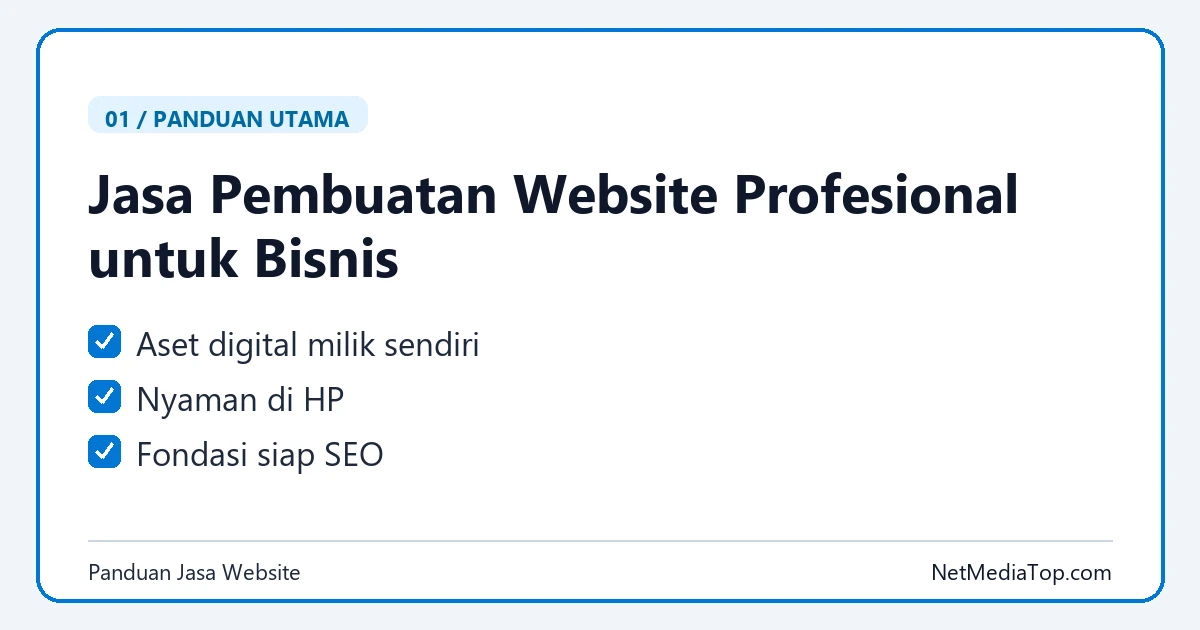 01 / PANDUAN UTAMA
Jasa Pembuatan Website Profesional
untuk Bisnis
Aset digital milik sendiri
Nyaman di HP
Fondasi siap SEO
Panduan Jasa Website
NetMediaTop.com